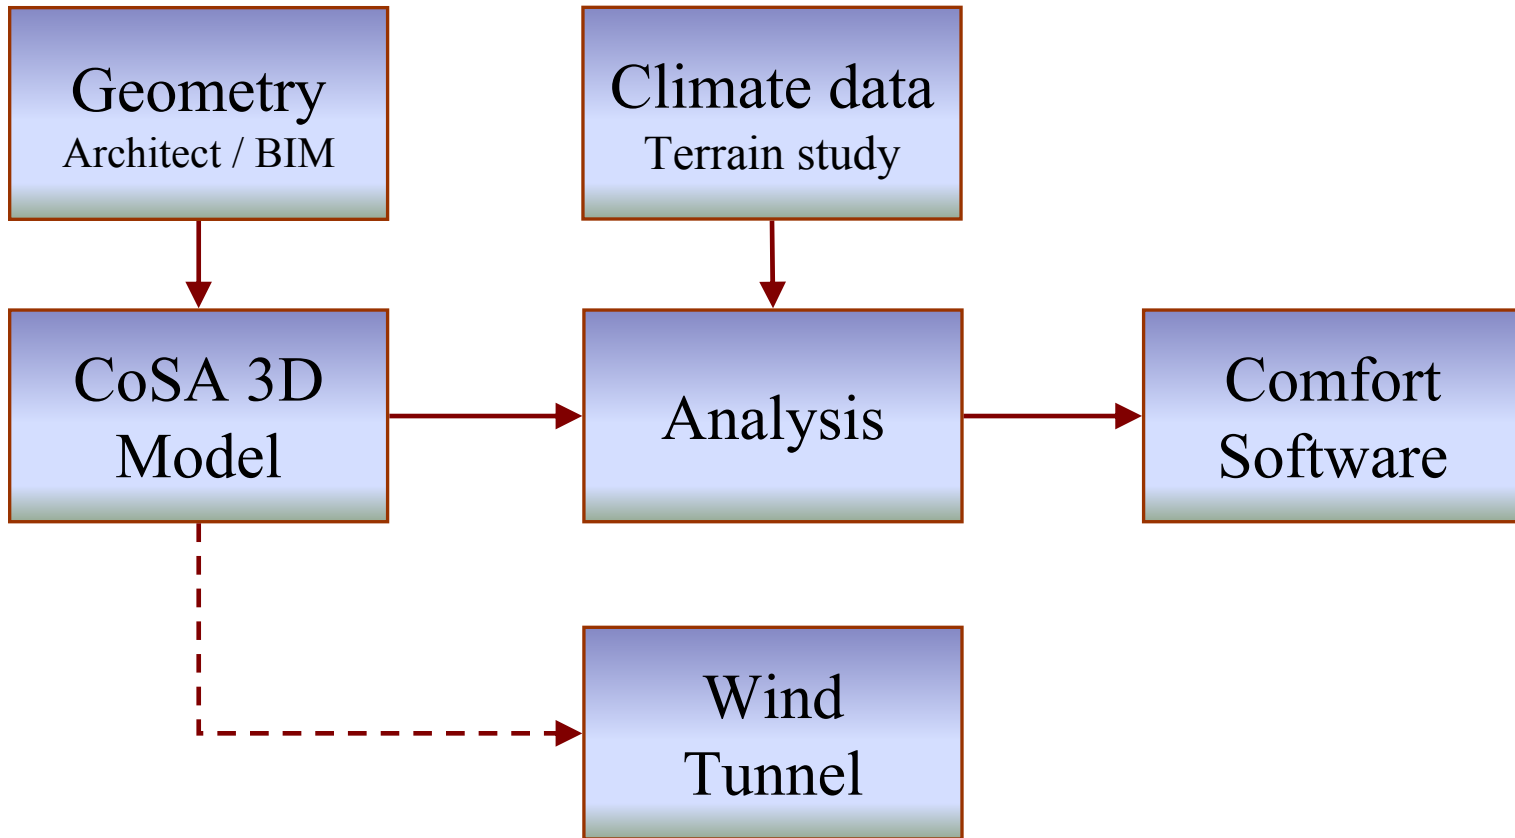 Geometry
Architect / BIM
Climate data
Terrain study
CoSA 3D
Model
Analysis
Comfort
Software
Wind
Tunnel